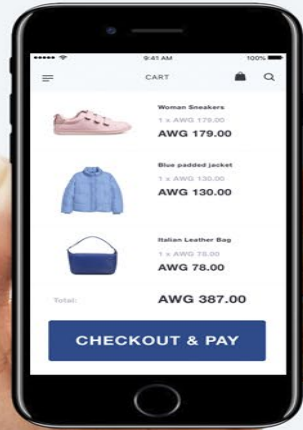 9:41 AM 100%
CART
Woman Sneakers
1 x AWG 179.00
AWG 179.00
Blue padded jacket
1 x AWG 130.00
AWG 130.00
Italian Leather Bag
1 x AWG 78.00
AWG 78.00
Total: AWG 387.00
CHECKOUT & PAY